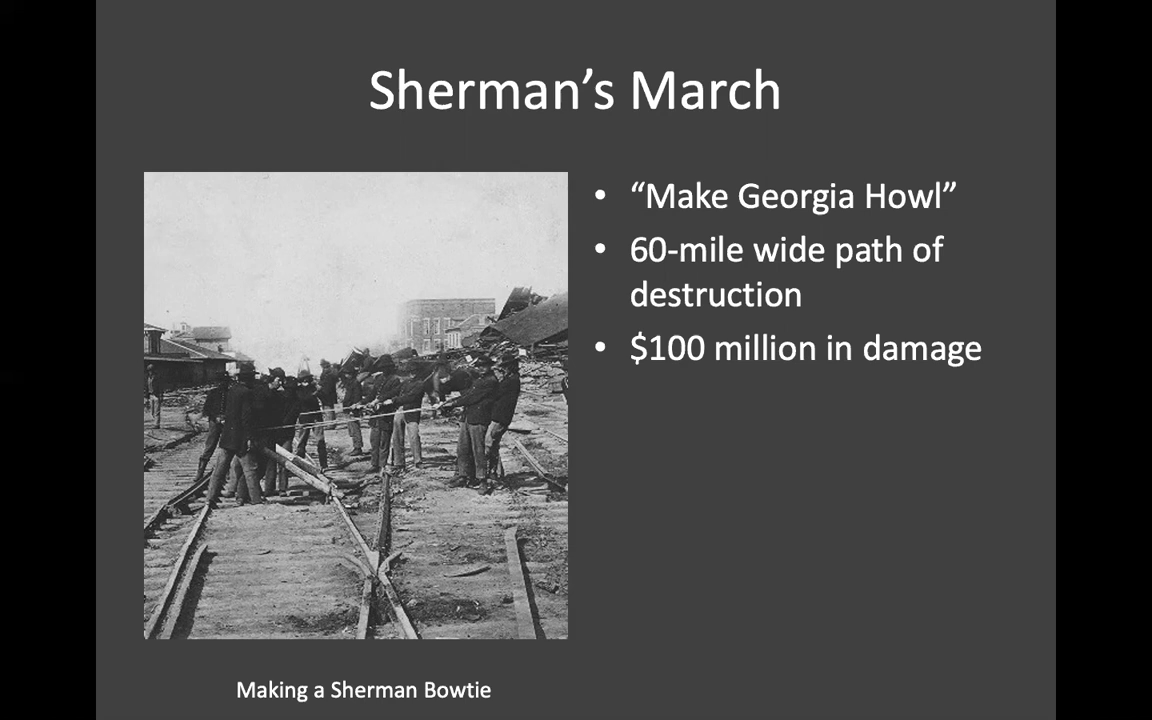 Sherman’s March
• “Make Georgia Howl”
• 60-mile wide path of
destruction
• $100 million in damage
Making a Sherman Bowtie